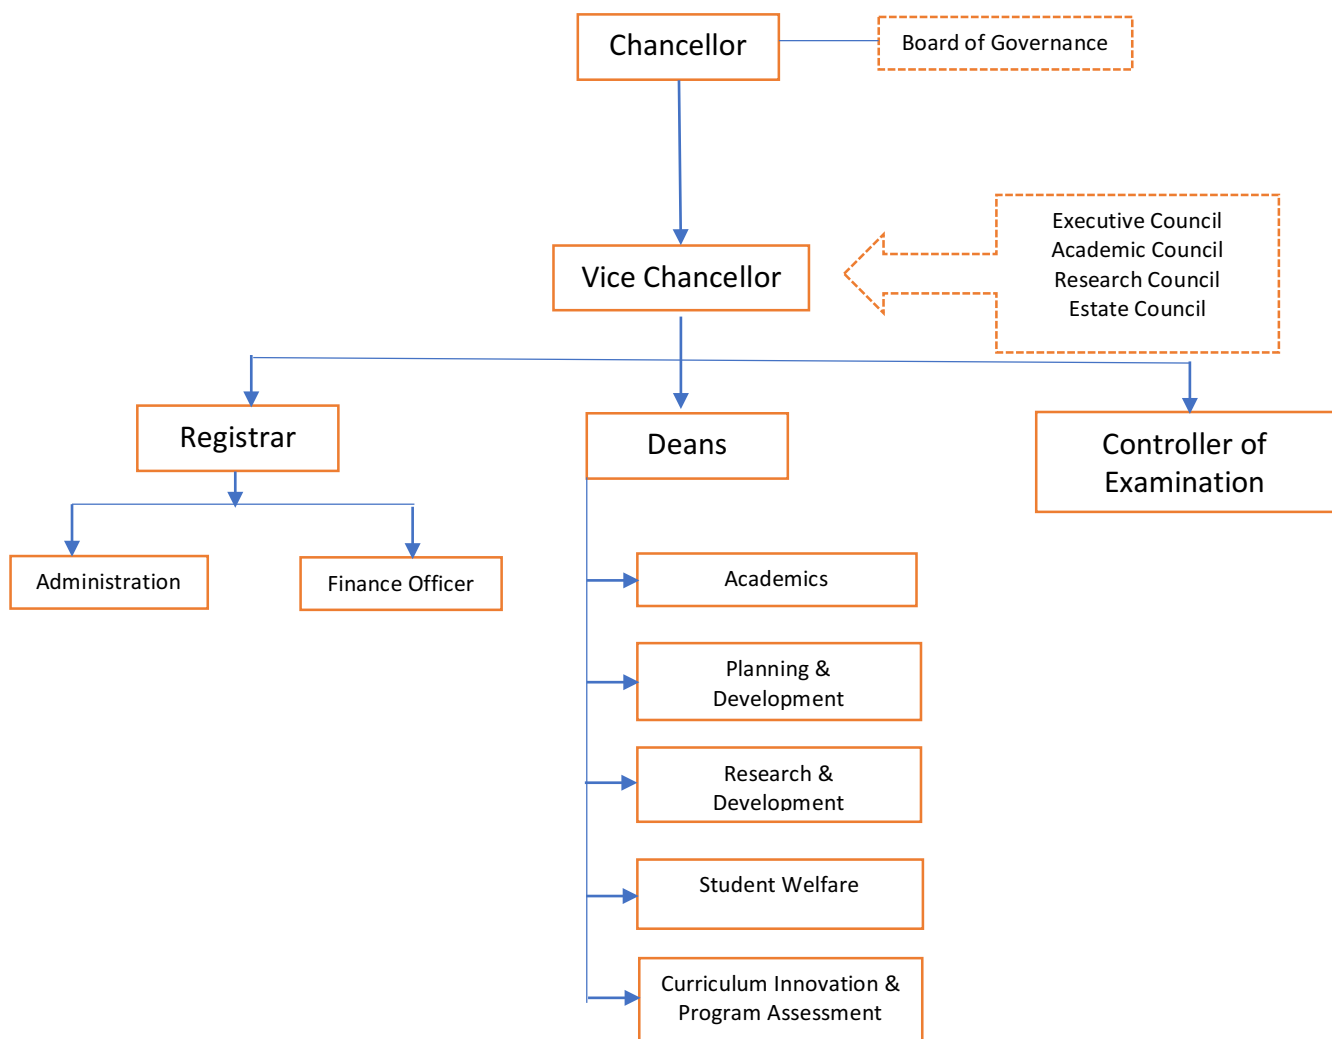 Chancellor
Board of Governance
Executive Council
Academic Council
Research Council
Estate Council
Vice Chancellor
Registrar
Deans
Controller of
Examination
Administration
Finance Officer
Academics
Planning &
Development
Research &
Development
Student Welfare
Curriculum Innovation &
Program Assessment